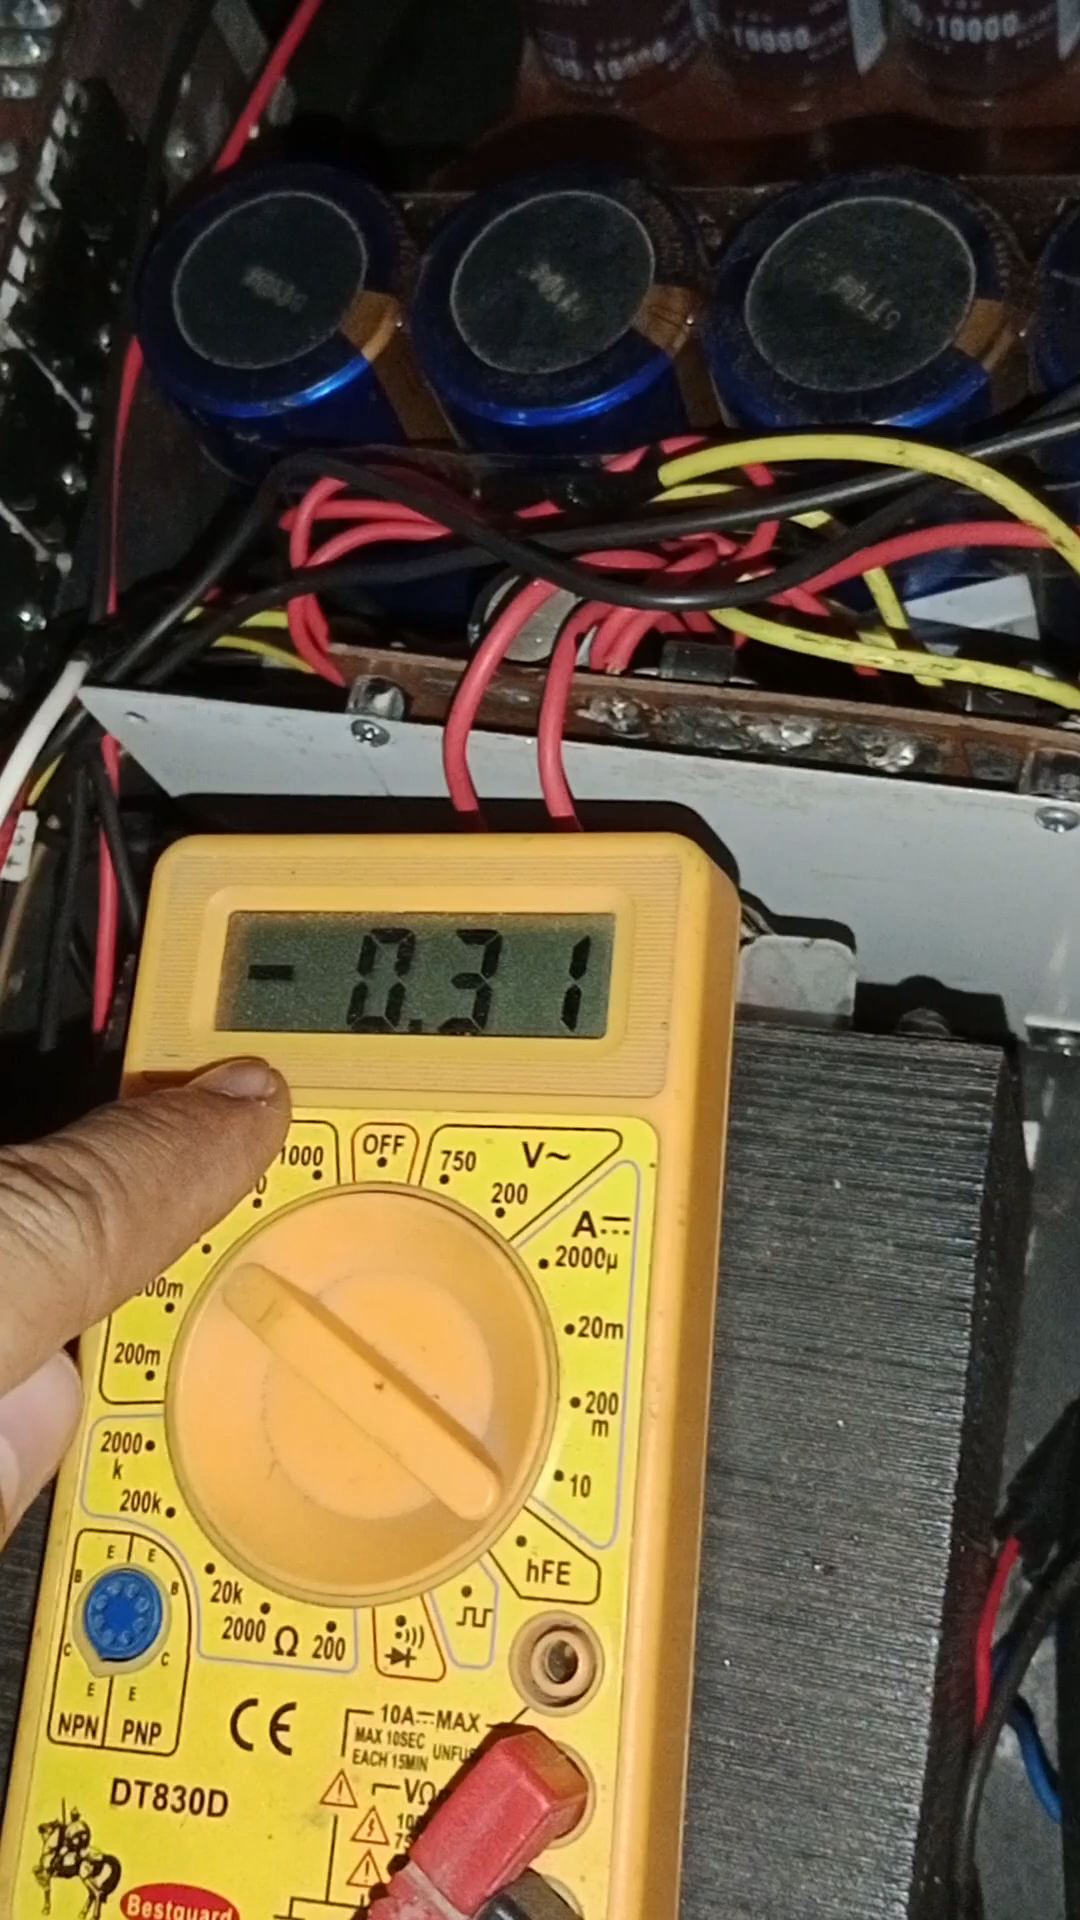 10000
10000
10000
- 0.31
1000
OFF
750
V~
200
A
2000µ
200m
20m
200
m
10
2000
k
200k
hFE
20k
2000
Ω
200
E
E
B
B
C
C
E
E
NPN
PNP
CE
10A
MAX
MAX 10SEC
EACH 15MIN
DT830D
Bestguard